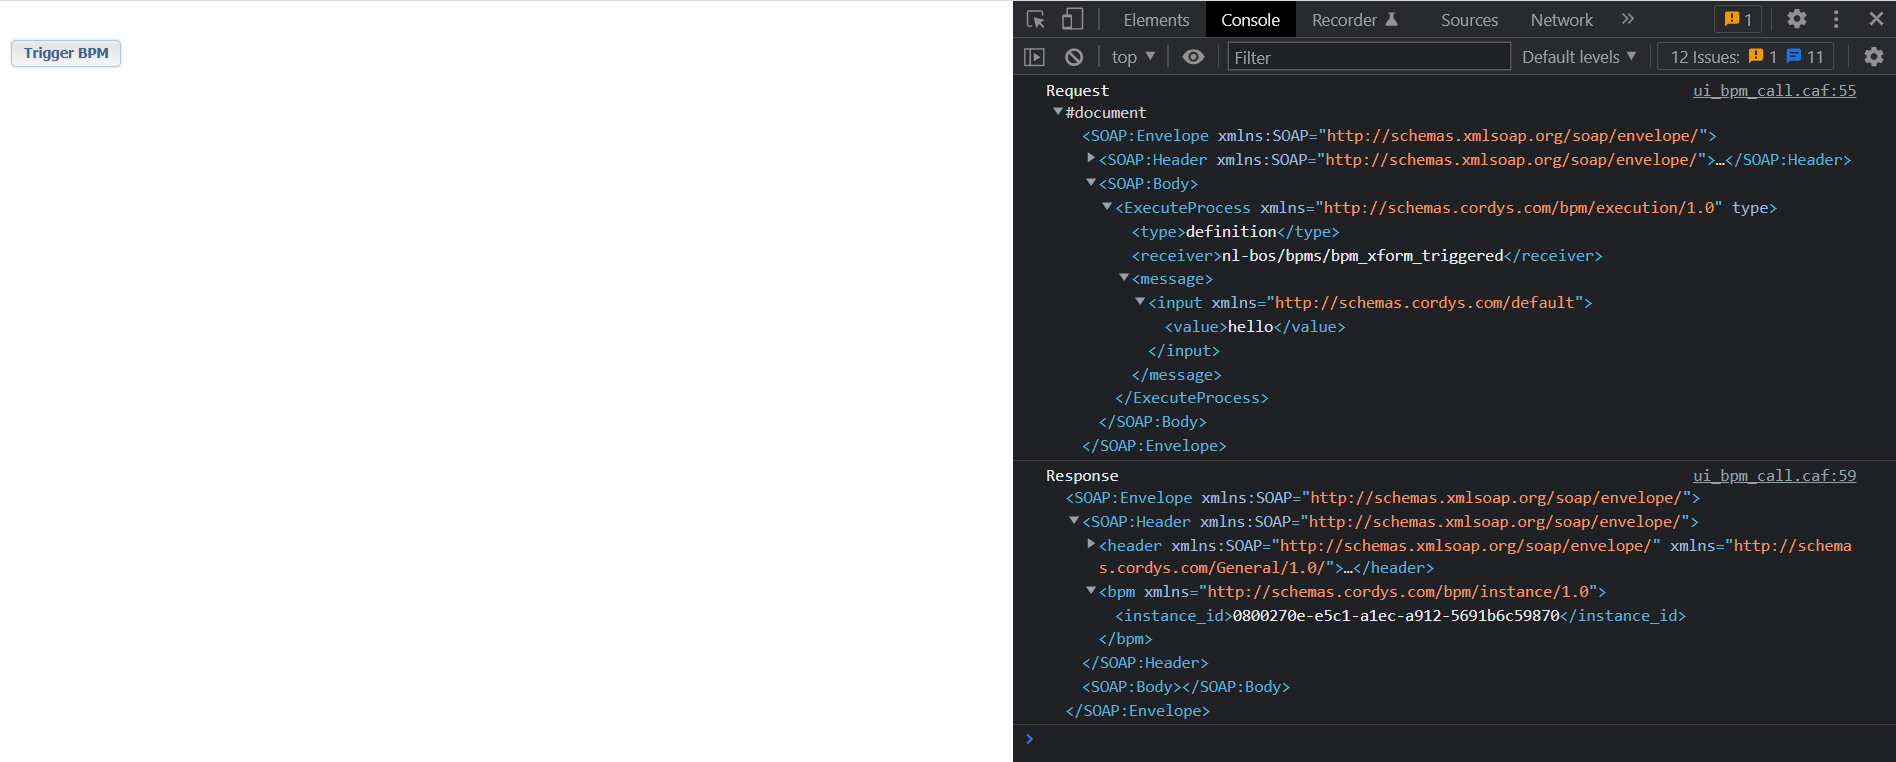 Trigger BPM
Elements Console Recorder Sources Network » 1
top Filter Default levels 12 Issues: 1 11
Request ui_bpm_call.caf:55
#document
<SOAP:Envelope xmlns:SOAP="http://schemas.xmlsoap.org/soap/envelope/">
<SOAP:Header xmlns:SOAP="http://schemas.xmlsoap.org/soap/envelope/">…</SOAP:Header>
<SOAP:Body>
<ExecuteProcess xmlns="http://schemas.cordys.com/bpm/execution/1.0" type>
<type>definition</type>
<receiver>nl-bos/bpms/bpm_xform_triggered</receiver>
<message>
<input xmlns="http://schemas.cordys.com/default">
<value>hello</value>
</input>
</message>
</ExecuteProcess>
</SOAP:Body>
</SOAP:Envelope>
Response ui_bpm_call.caf:59
<SOAP:Envelope xmlns:SOAP="http://schemas.xmlsoap.org/soap/envelope/">
<SOAP:Header xmlns:SOAP="http://schemas.xmlsoap.org/soap/envelope/">
<header xmlns:SOAP="http://schemas.xmlsoap.org/soap/envelope/" xmlns="http://schema
s.cordys.com/General/1.0/">…</header>
<bpm xmlns="http://schemas.cordys.com/bpm/instance/1.0">
<instance_id>0800270e-e5c1-a1ec-a912-5691b6c59870</instance_id>
</bpm>
</SOAP:Header>
<SOAP:Body></SOAP:Body>
</SOAP:Envelope>